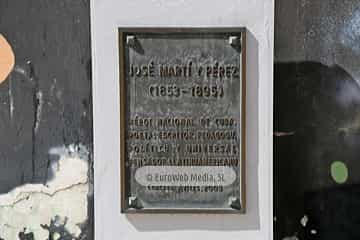 JOSÉ MARTÍ Y PÉREZ
(1853-1895)
HÉROE NACIONAL DE CUBA.
POETA, ESCRITOR, PEDAGOGO,
POLÍTICO Y UNIVERSAL
PENSADOR LATINOAMERICANO
© EuroWeb Media, SL
2003